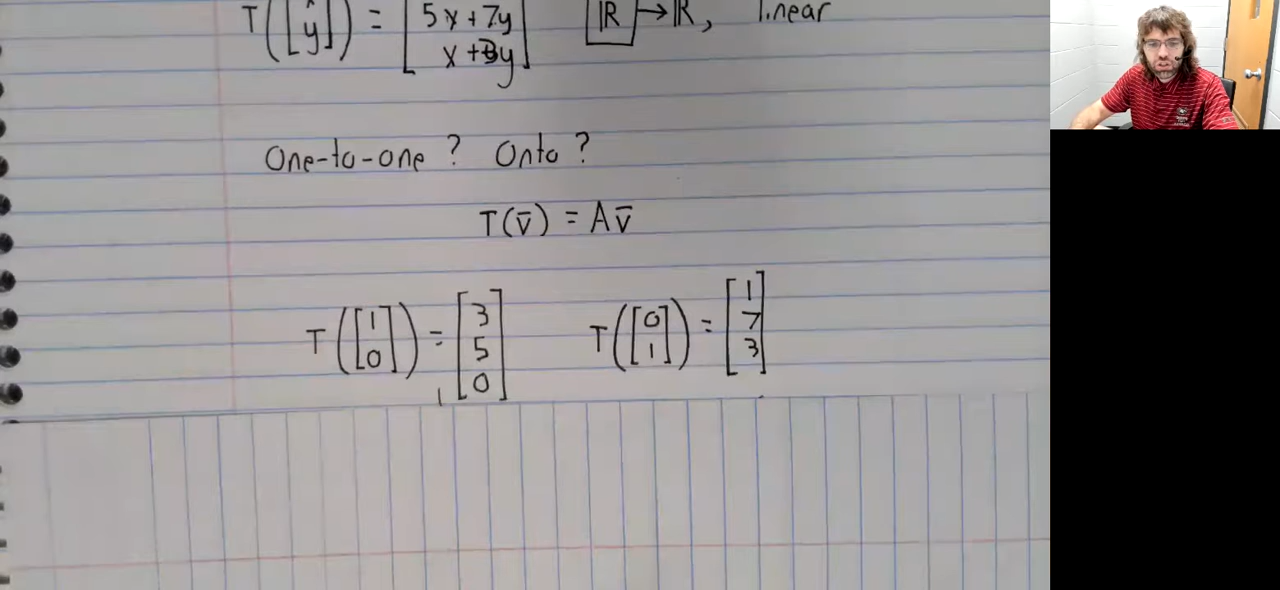 T([x y]) = [5x + 7y  R → R, linear
x + 3y]
One-to-one ? Onto ?
T(v̄) = Av̄
T([1 0]) = [3 5 0] T([0 1]) = [1 7 3]